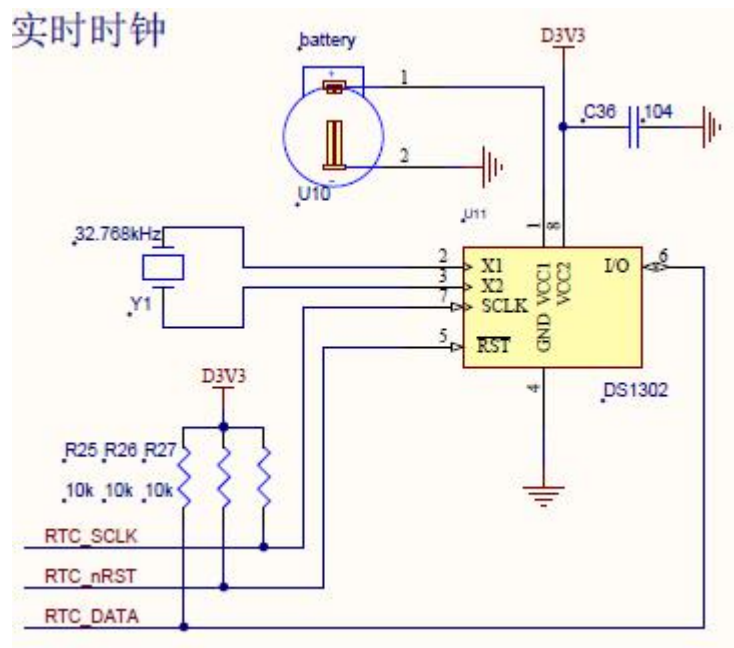 实时时钟
battery
D3V3
1
C36 104
2
U10
U11
1
8
32.768kHz
2
X1
I/O
6
3
X2
VCC1
VCC2
Y1
7
SCLK
5
RST
GND
4
DS1302
D3V3
R25 R26 R27
10k 10k 10k
RTC_SCLK
RTC_nRST
RTC_DATA